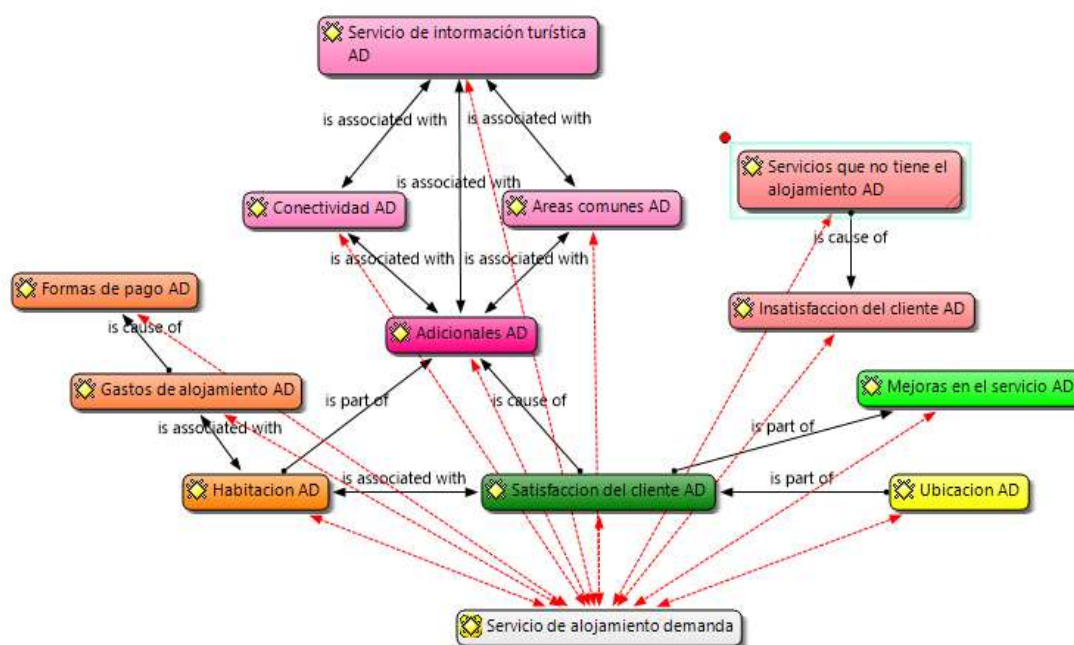 Servicio de intormación turística
AD
is associated with
is associated with
is associated with
Servicios que no tiene el
alojamiento AD
Conectividad AD
Areas comunes AD
is cause of
is associated with
is associated with
Formas de pago AD
Insatisfaccion del cliente AD
is cause of
Adicionales AD
Gastos de alojamiento AD
Mejoras en el servicio AD
is part of
is cause of
is associated with
is part of
is associated with
is part of
Habitacion AD
Satisfaccion del cliente AD
Ubicacion AD
Servicio de alojamiento demanda